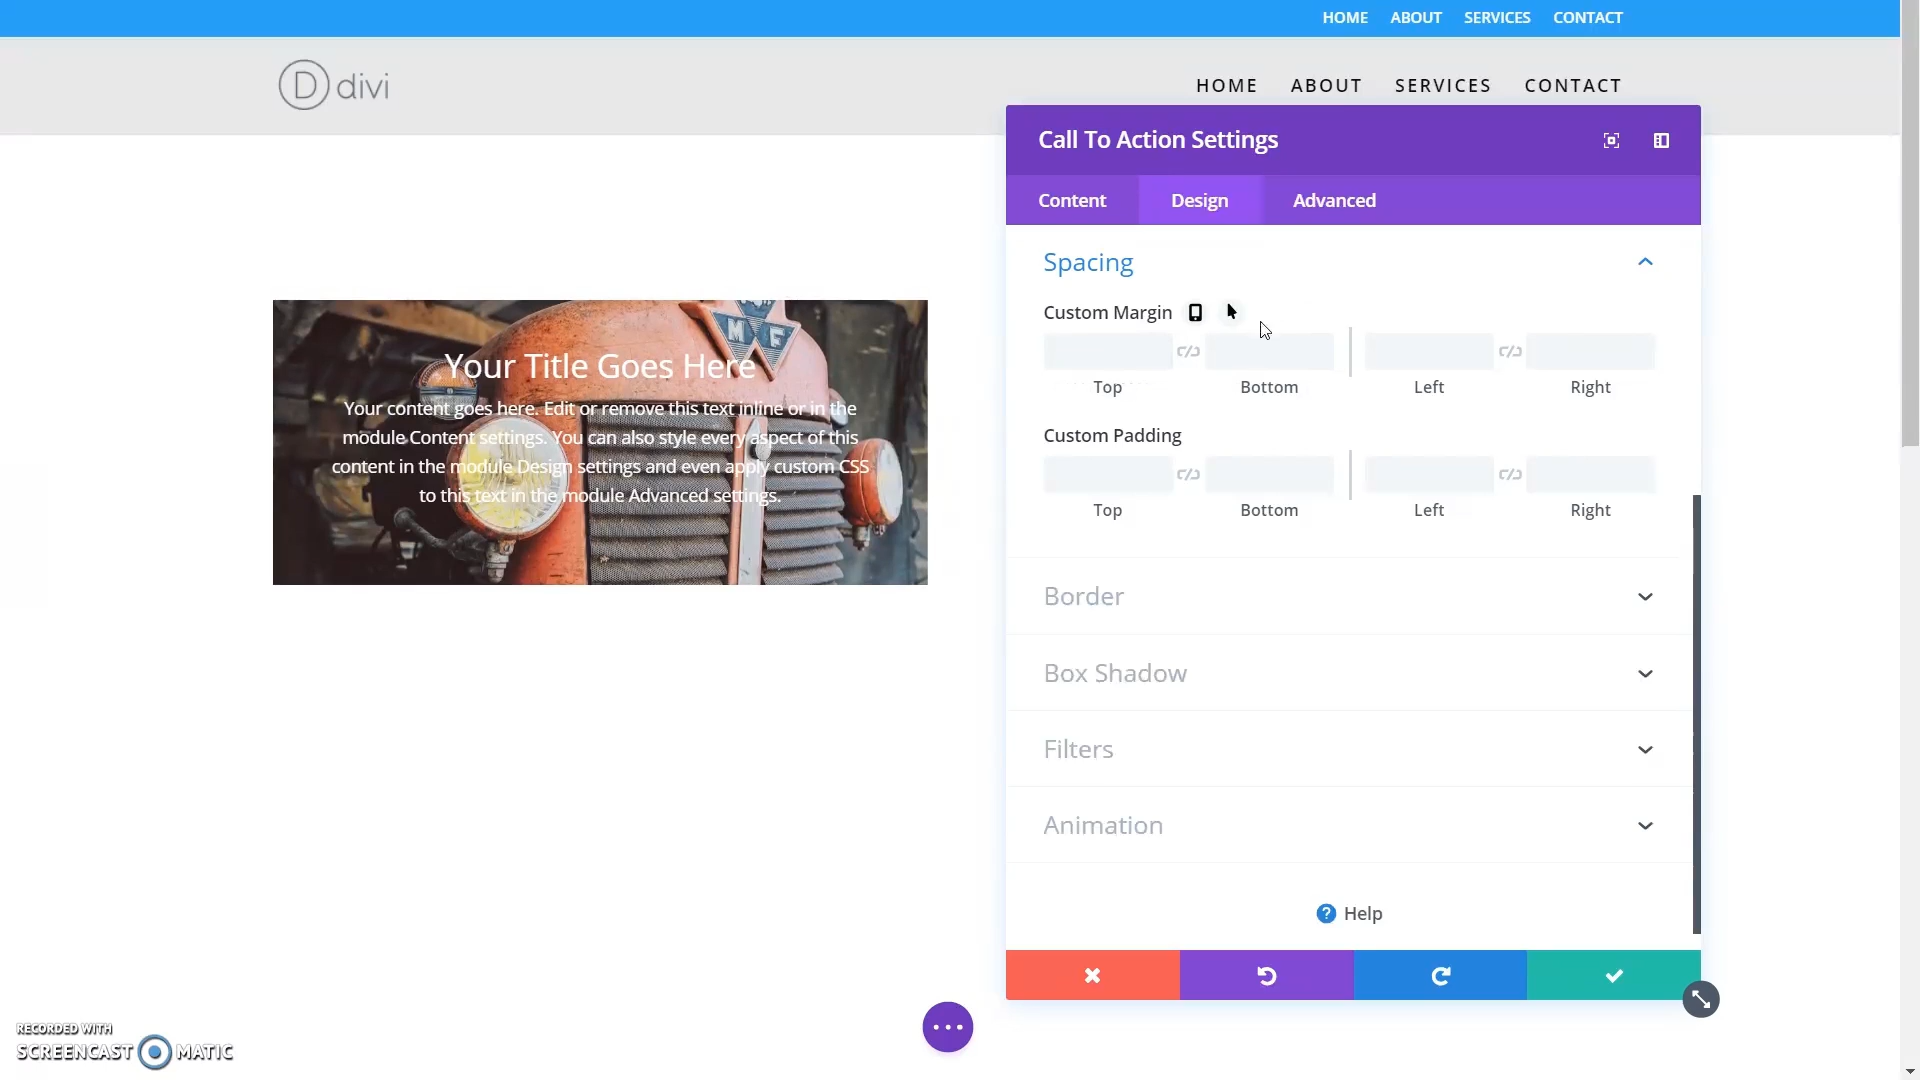 HOME ABOUT SERVICES CONTACT
D divi
HOME ABOUT SERVICES CONTACT
Call To Action Settings
Content Design Advanced
Spacing
Custom Margin
Top Bottom Left Right
Custom Padding
Top Bottom Left Right
Border
Box Shadow
Filters
Animation
? Help
MF
Your Title Goes Here
Your content goes here. Edit or remove this text inline or in the
module Content settings. You can also style every aspect of this
content in the module Design settings and even apply custom CSS
to this text in the module Advanced settings.
RECORDED WITH
SCREENCAST MATIC